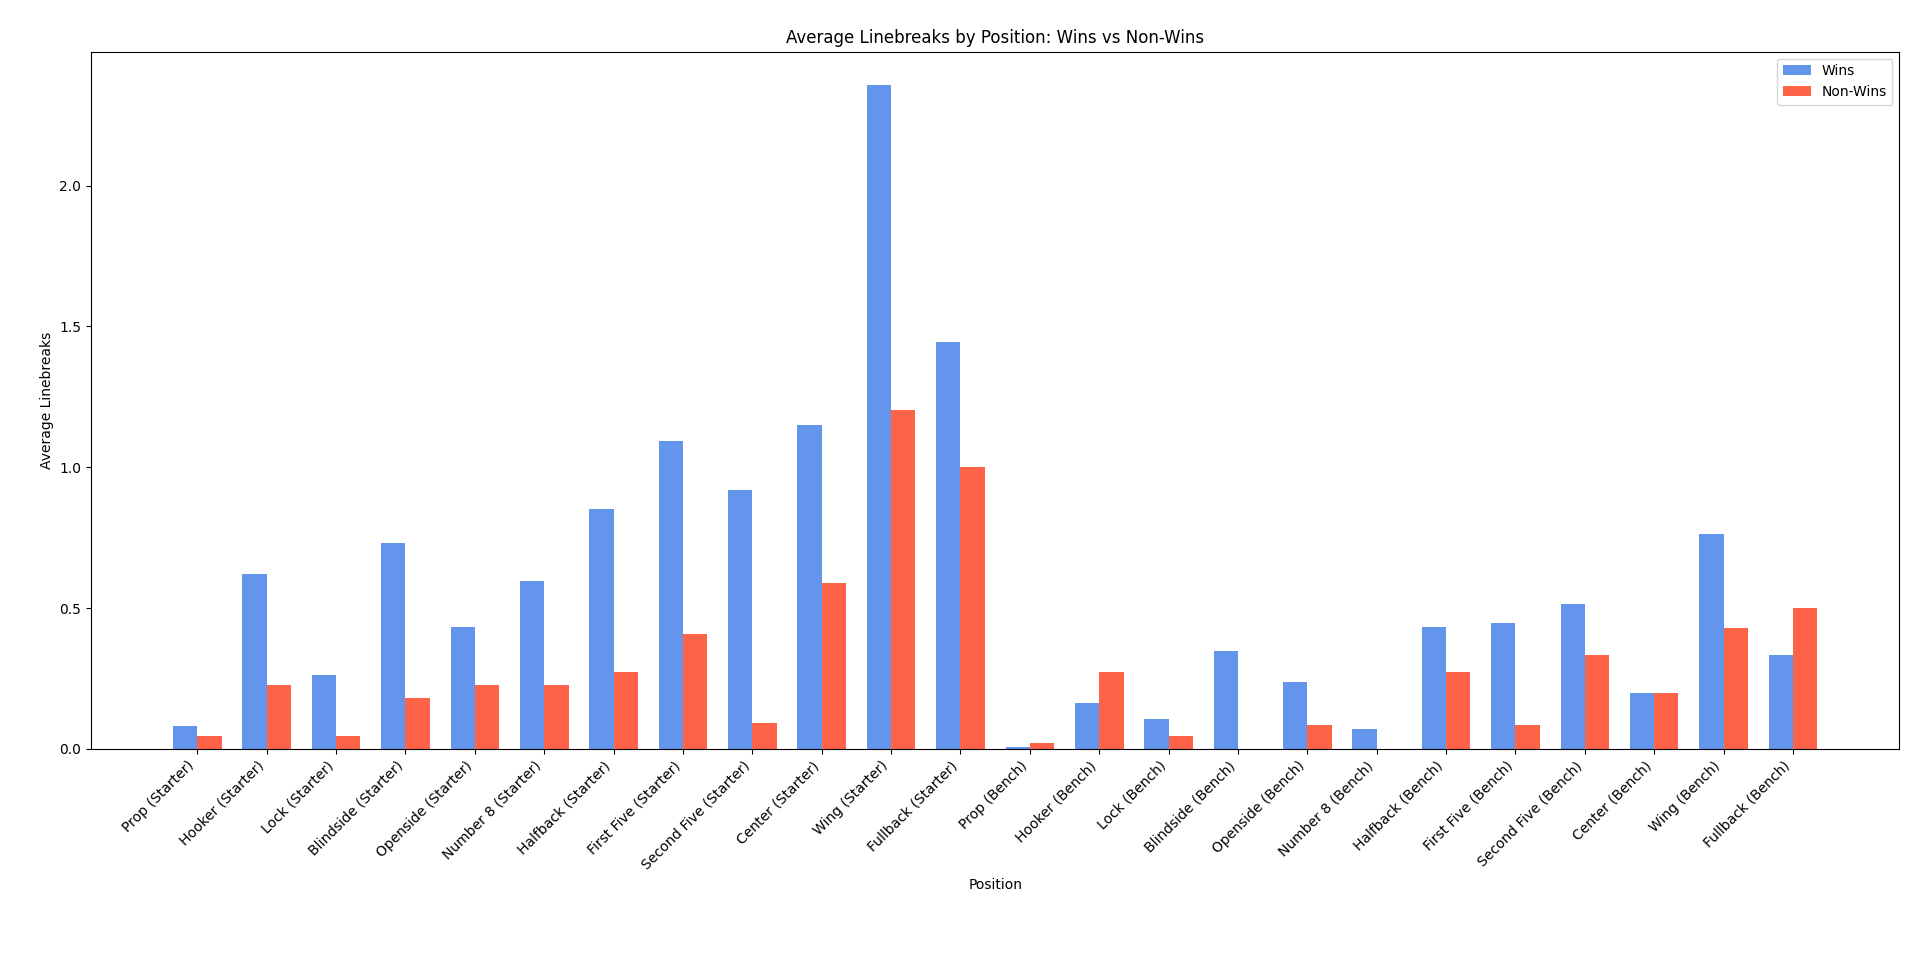 Average Linebreaks by Position: Wins vs Non-Wins
Wins
Non-Wins
Average Linebreaks
2.0
1.5
1.0
0.5
0.0
Prop (Starter)
Hooker (Starter)
Lock (Starter)
Blindside (Starter)
Openside (Starter)
Number 8 (Starter)
Halfback (Starter)
First Five (Starter)
Second Five (Starter)
Center (Starter)
Wing (Starter)
Fullback (Starter)
Prop (Bench)
Hooker (Bench)
Lock (Bench)
Blindside (Bench)
Openside (Bench)
Number 8 (Bench)
Halfback (Bench)
First Five (Bench)
Second Five (Bench)
Center (Bench)
Wing (Bench)
Fullback (Bench)
Position